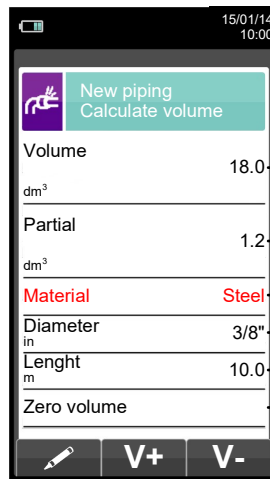 15/01/14
10:00
New piping
Calculate volume
Volume
18.0
dm³
Partial
1.2
dm³
Material Steel
Diameter
in
3/8"
Lenght
m
10.0
Zero volume
V+ V-